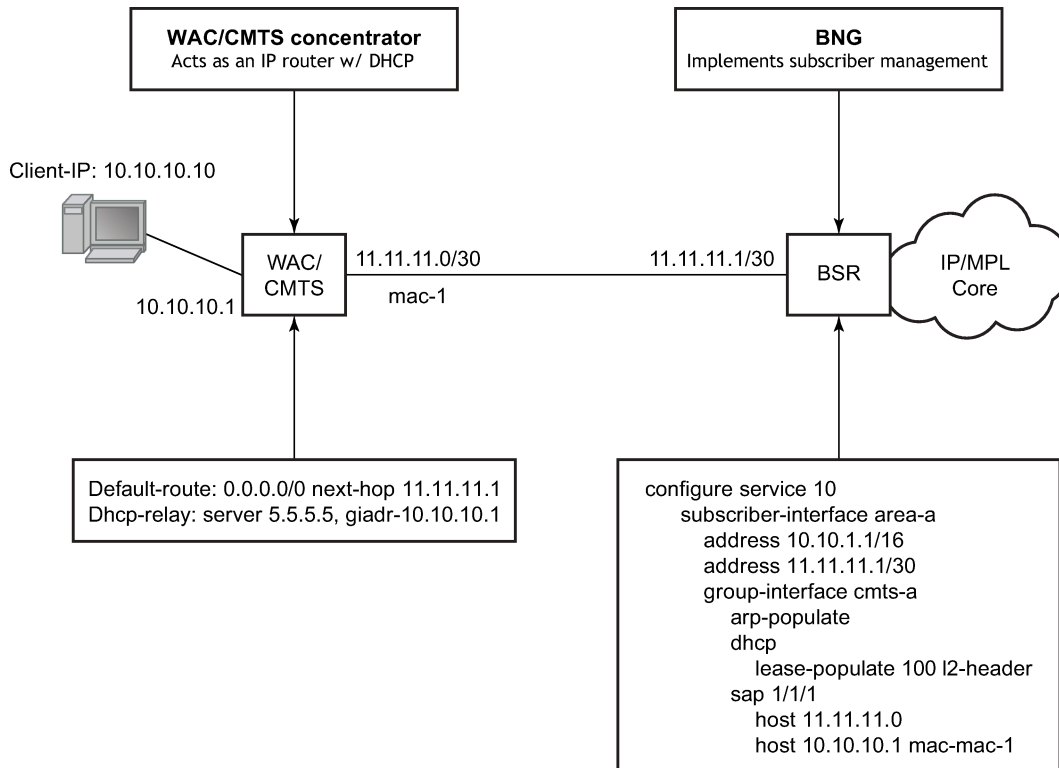 WAC/CMTS concentrator
Acts as an IP router w/ DHCP
BNG
Implements subscriber management
Client-IP: 10.10.10.10
WAC/
CMTS
10.10.10.1
11.11.11.0/30
mac-1
11.11.11.1/30
BSR
IP/MPL
Core
Default-route: 0.0.0.0/0 next-hop 11.11.11.1
Dhcp-relay: server 5.5.5.5, giadr-10.10.10.1
configure service 10
subscriber-interface area-a
address 10.10.1.1/16
address 11.11.11.1/30
group-interface cmts-a
arp-populate
dhcp
lease-populate 100 l2-header
sap 1/1/1
host 11.11.11.0
host 10.10.10.1 mac-mac-1